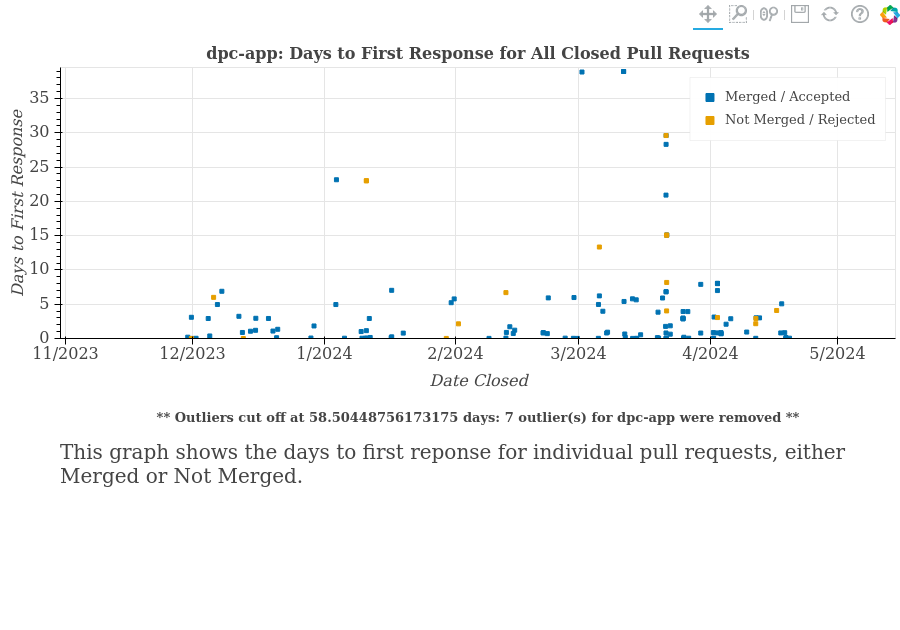 dpc-app: Days to First Response for All Closed Pull Requests
Merged / Accepted
Not Merged / Rejected
Days to First Response
35
30
25
20
15
10
5
0
11/2023 12/2023 1/2024 2/2024 3/2024 4/2024 5/2024
Date Closed
** Outliers cut off at 58.50448756173175 days: 7 outlier(s) for dpc-app were removed **
This graph shows the days to first reponse for individual pull requests, either
Merged or Not Merged.